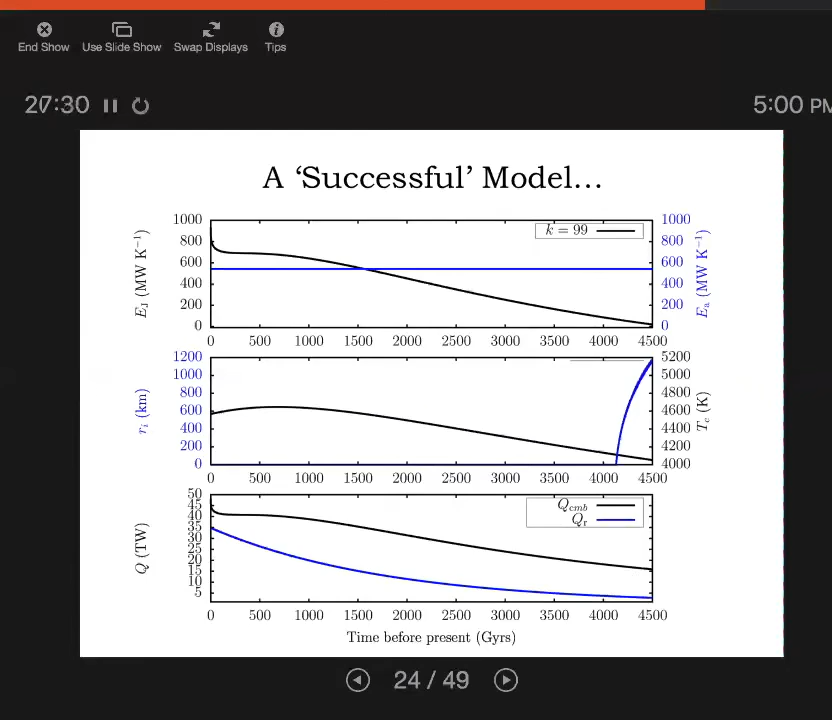 End Show Use Slide Show Swap Displays Tips
27:30 5:00 PM
A ‘Successful’ Model...
1000 1000
800 k = 99 800
600 600
400 400
200 200
0 0
E_J (MW K⁻¹) E_a (MW K⁻¹)
0 500 1000 1500 2000 2500 3000 3500 4000 4500
1200 5200
1000 5000
800 4800
600 4600
400 4400
200 4200
0 4000
r_i (km) T_c (K)
0 500 1000 1500 2000 2500 3000 3500 4000 4500
50
45 Q_cmb
40 Q_r
35
30
25
20
15
10
5
Q (TW)
0 500 1000 1500 2000 2500 3000 3500 4000 4500
Time before present (Gyrs)
24 / 49